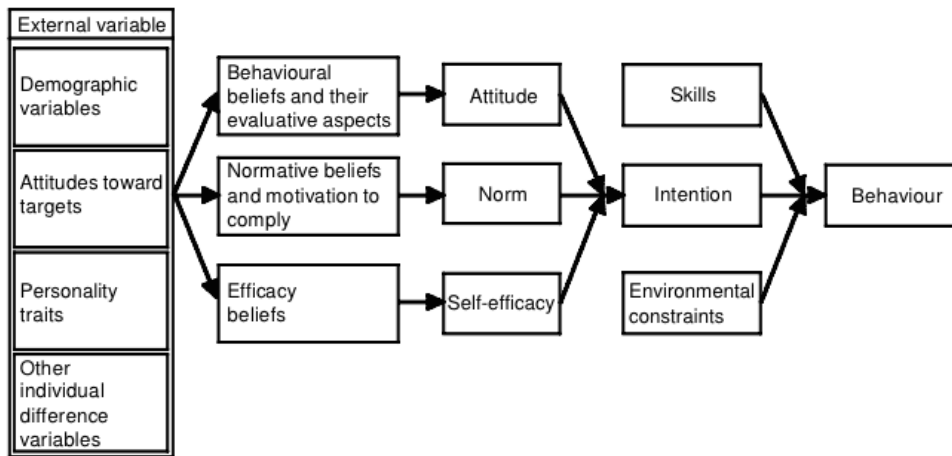 External variable
Demographic
variables
Attitudes toward
targets
Personality
traits
Other
individual
difference
variables
Behavioural
beliefs and their
evaluative aspects
Normative beliefs
and motivation to
comply
Efficacy
beliefs
Attitude
Norm
Self-efficacy
Skills
Intention
Environmental
constraints
Behaviour